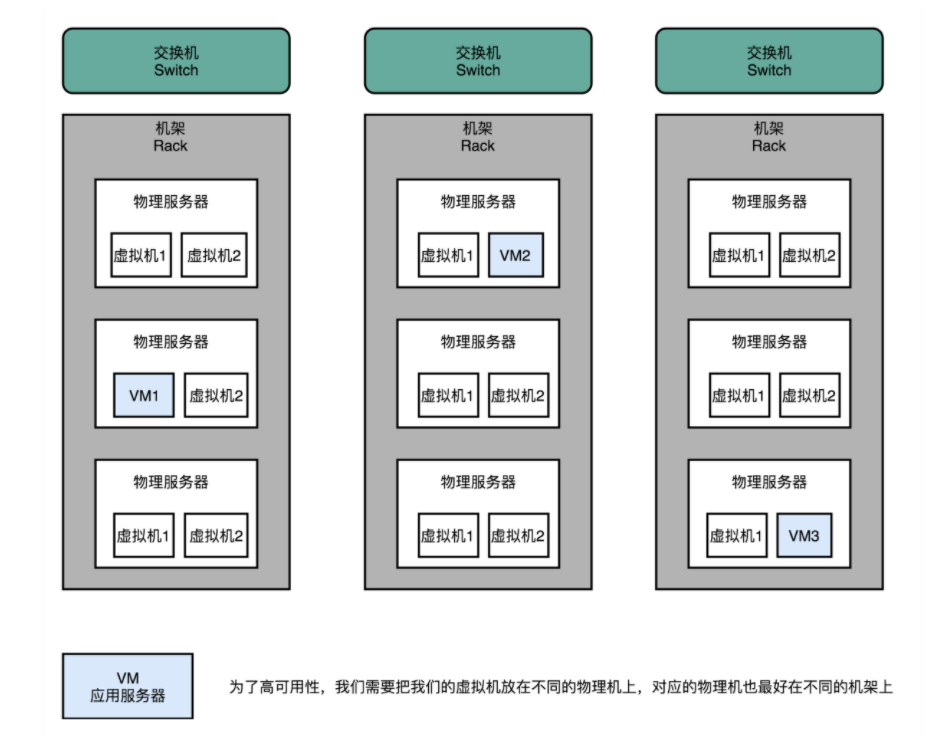 交换机
Switch
交换机
Switch
交换机
Switch
机架
Rack
物理服务器
虚拟机1 虚拟机2
物理服务器
VM1 虚拟机2
物理服务器
虚拟机1 虚拟机2
机架
Rack
物理服务器
虚拟机1 VM2
物理服务器
虚拟机1 虚拟机2
物理服务器
虚拟机1 虚拟机2
机架
Rack
物理服务器
虚拟机1 虚拟机2
物理服务器
虚拟机1 虚拟机2
物理服务器
虚拟机1 VM3
VM
应用服务器
为了高可用性，我们需要把我们的虚拟机放在不同的物理机上，对应的物理机也最好在不同的机架上